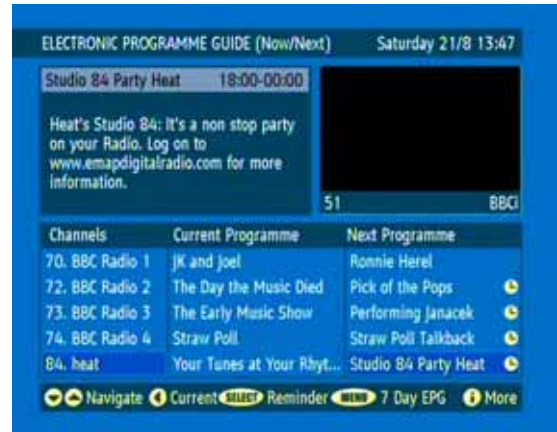 ELECTRONIC PROGRAMME GUIDE (Now/Next) Saturday 21/8 13:47
Studio 84 Party Heat 18:00-00:00
Heat's Studio 84: It's a non stop party
on your Radio. Log on to
www.emapdigitalradio.com for more
information.
51 BBCi
Channels Current Programme Next Programme
70. BBC Radio 1 JK and Joel Ronnie Herel
72. BBC Radio 2 The Day the Music Died Pick of the Pops
73. BBC Radio 3 The Early Music Show Performing Janacek
74. BBC Radio 4 Straw Poll Straw Poll Talkback
84. heat Your Tunes at Your Rhyt... Studio 84 Party Heat
Navigate Current SELECT Reminder MENU 7 Day EPG i More